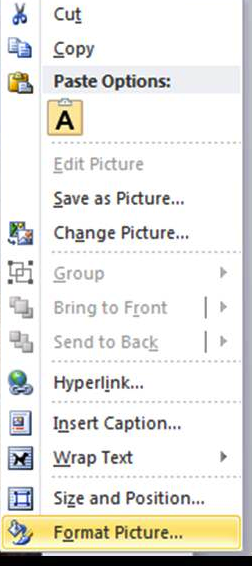 Cut
Copy
Paste Options:
A
Edit Picture
Save as Picture...
Change Picture...
Group
Bring to Front
Send to Back
Hyperlink...
Insert Caption...
Wrap Text
Size and Position...
Format Picture...